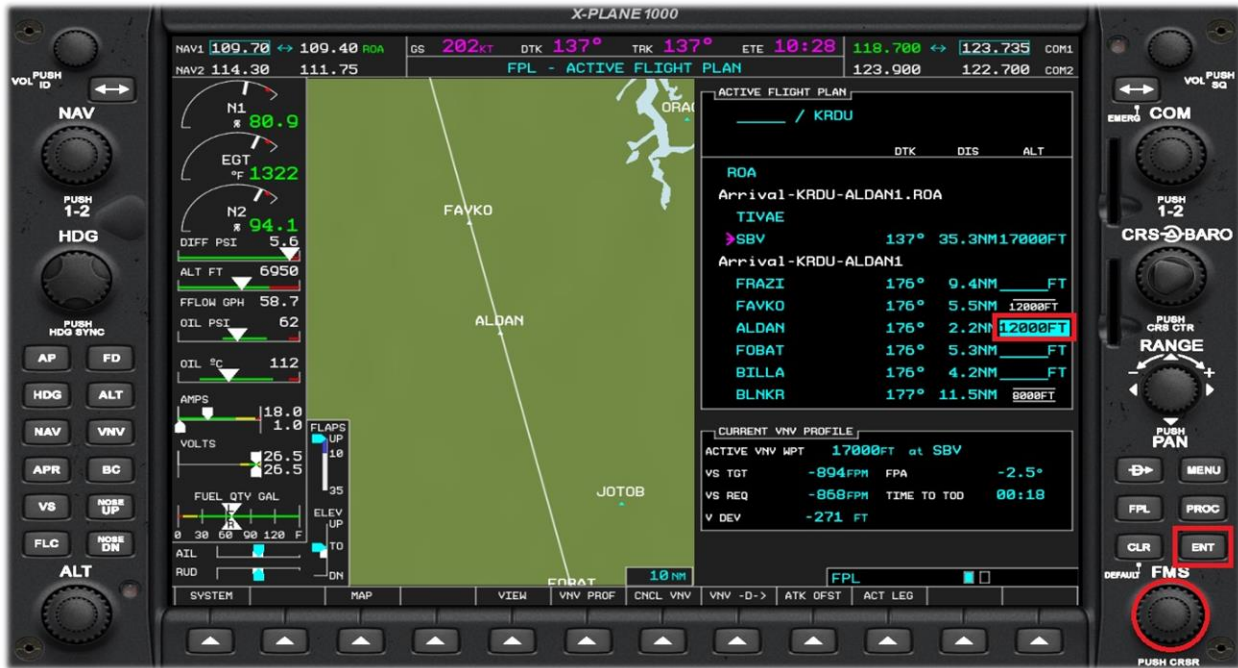 X-PLANE 1000
NAV1 109.70 ↔ 109.40 ROA
NAV2 114.30 111.75
GS 202KT DTK 137° TRK 137° ETE 10:28
FPL - ACTIVE FLIGHT PLAN
118.700 ↔ 123.735 COM1
123.900 122.700 COM2
VOL PUSH ID
NAV
PUSH 1-2
HDG
PUSH HDG SYNC
AP FD
HDG ALT
NAV VNV
APR BC
VS NOSE UP
FLC NOSE DN
ALT
N1 % 80.9
EGT °F 1322
N2 % 94.1
DIFF PSI 5.6
ALT FT 6950
FFLOW GPH 58.7
OIL PSI 62
OIL ºC 112
AMPS
18.0
1.0
VOLTS
26.5
26.5
FUEL QTY GAL
L
R
0 30 60 90 120 F
AIL
RUD
FLAPS
UP
10
35
ELEV
UP
TO
DN
ORA
FAVKO
ALDAN
JOTOB
FOBAT
10 NM
ACTIVE FLIGHT PLAN
_____ / KRDU
DTK DIS ALT
ROA
Arrival-KRDU-ALDAN1.ROA
TIVAE
SBV 137° 35.3NM 17000FT
Arrival-KRDU-ALDAN1
FRAZI 176° 9.4NM _____FT
FAVKO 176° 5.5NM 12000FT
ALDAN 176° 2.2NM 12000FT
FOBAT 176° 5.3NM _____FT
BILLA 176° 4.2NM _____FT
BLNKR 177° 11.5NM 8000FT
CURRENT VNV PROFILE
ACTIVE VNV WPT 17000FT at SBV
VS TGT -894FPM FPA -2.5°
VS REQ -868FPM TIME TO TOD 00:18
V DEV -271 FT
FPL
SYSTEM MAP VIEW VNV PROF CNCL VNV VNV -D-> ATK OFST ACT LEG
VOL PUSH SQ
EMERG COM
PUSH 1-2
CRS BARO
PUSH CRS CTR
RANGE
- +
PUSH PAN
D MENU
FPL PROC
CLR ENT
DEFAULT FMS
PUSH CRSR